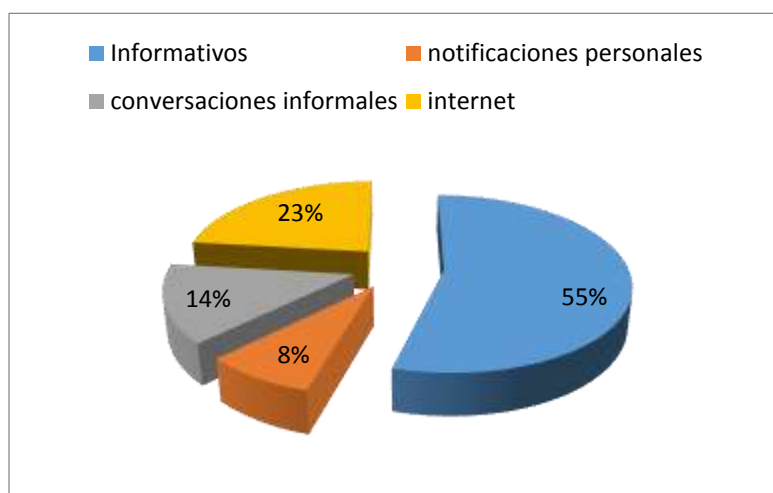 Informativos notificaciones personales
conversaciones informales internet
23%
55%
14%
8%